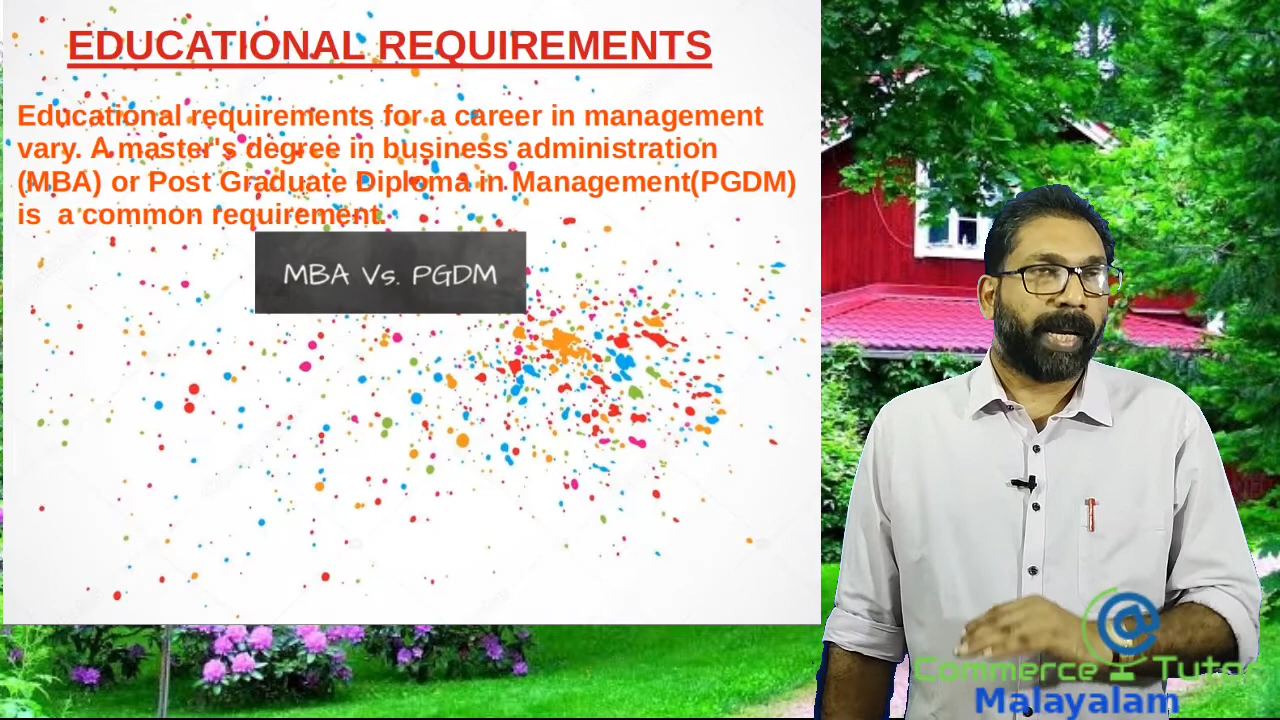 EDUCATIONAL REQUIREMENTS
Educational requirements for a career in management
vary. A master's degree in business administration
(MBA) or Post Graduate Diploma in Management(PGDM)
is a common requirement.
MBA Vs. PGDM
Commerce Tutor
Malayalam